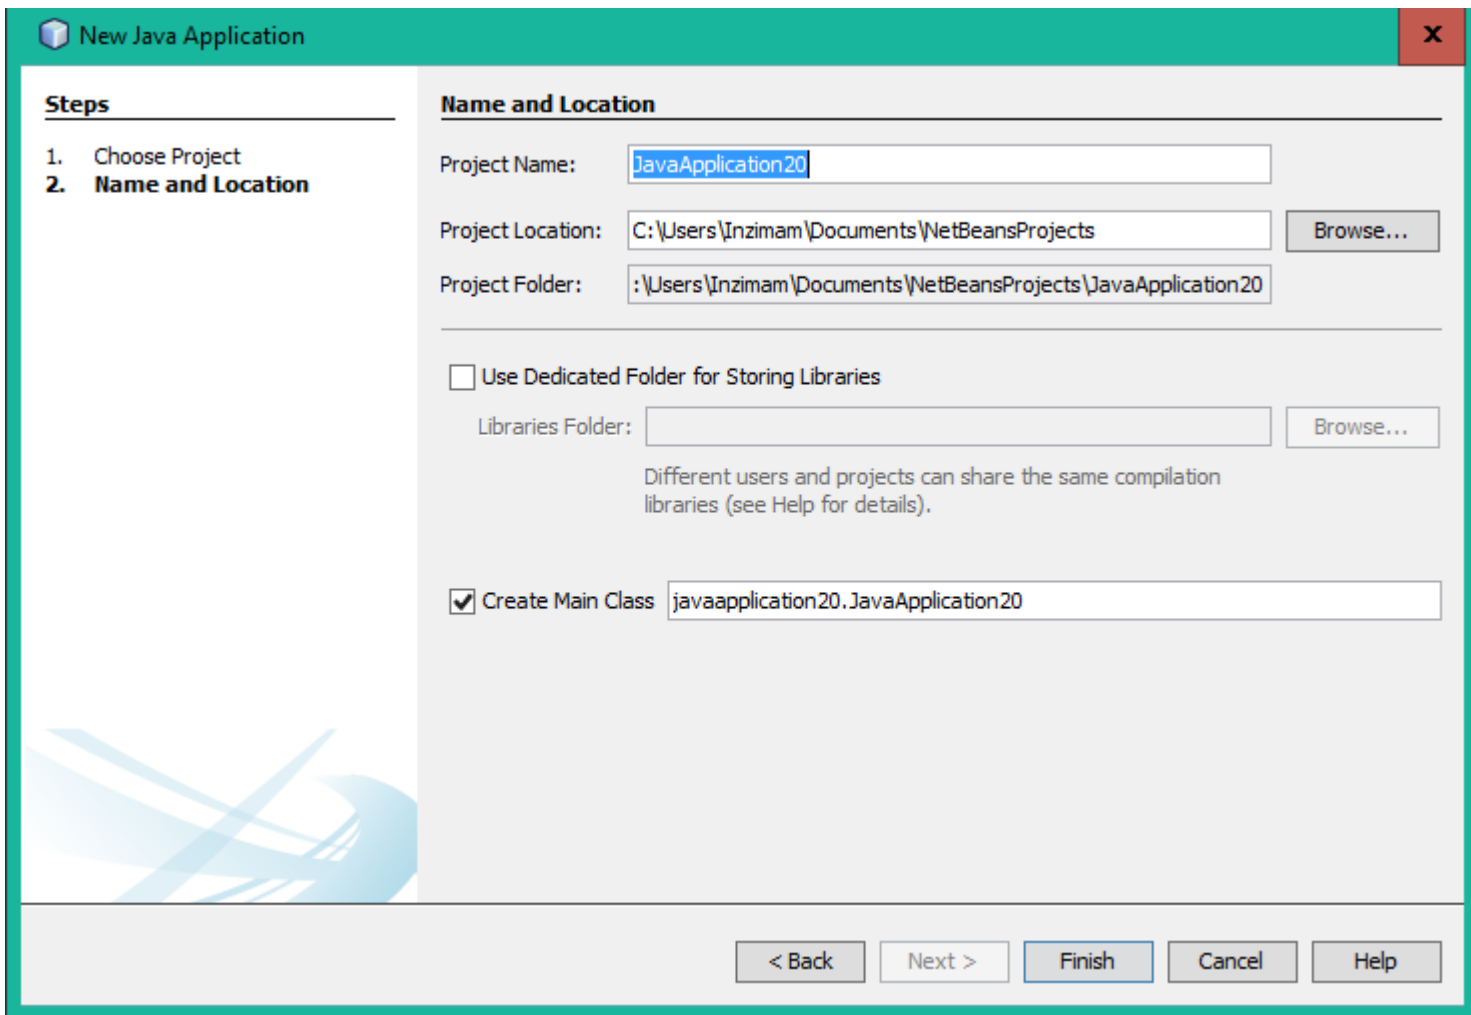 New Java Application
x
Steps
1. Choose Project
2. Name and Location
Name and Location
Project Name: JavaApplication20
Project Location: C:\Users\Inzimam\Documents\NetBeansProjects Browse...
Project Folder: :\Users\Inzimam\Documents\NetBeansProjects\JavaApplication20
Use Dedicated Folder for Storing Libraries
Libraries Folder: Browse...
Different users and projects can share the same compilation
libraries (see Help for details).
Create Main Class javaapplication20.JavaApplication20
< Back Next > Finish Cancel Help